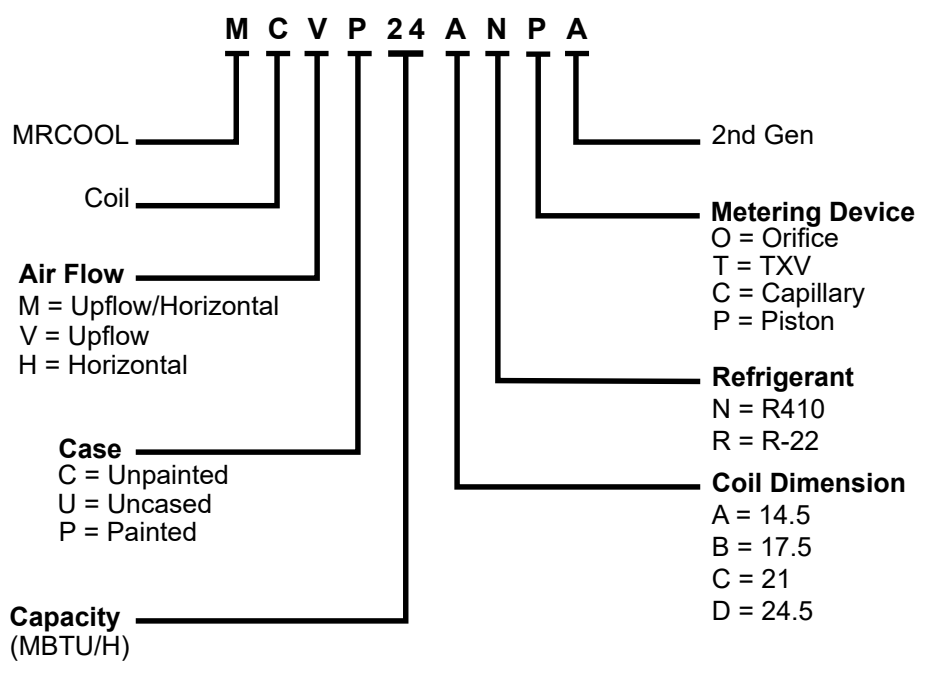 M C V P 24 A N P A
MRCOOL
2nd Gen
Coil
Metering Device
O = Orifice
T = TXV
C = Capillary
P = Piston
Air Flow
M = Upflow/Horizontal
V = Upflow
H = Horizontal
Refrigerant
N = R410
R = R-22
Case
C = Unpainted
U = Uncased
P = Painted
Coil Dimension
A = 14.5
B = 17.5
C = 21
D = 24.5
Capacity
(MBTU/H)